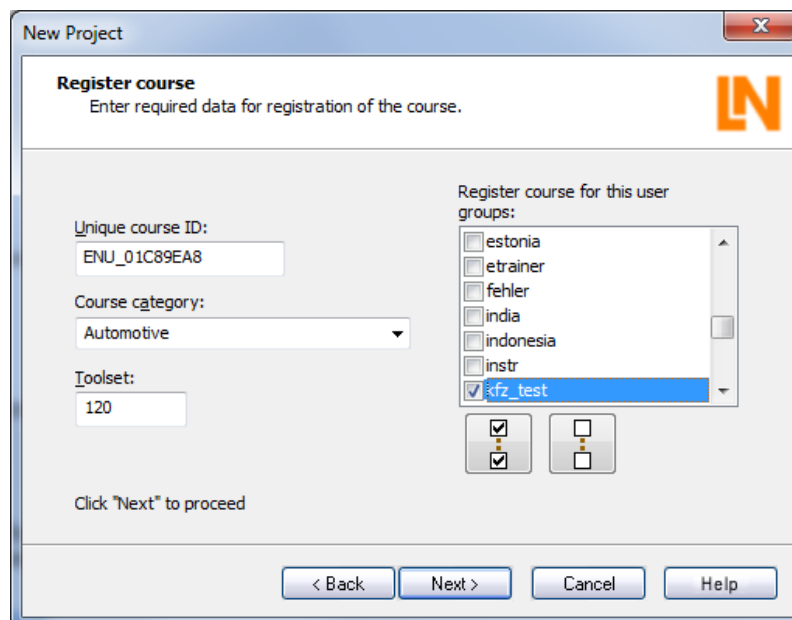 New Project
Register course
Enter required data for registration of the course.
LN
Unique course ID:
ENU_01C89EA8
Course category:
Automotive
Toolset:
120
Click "Next" to proceed
Register course for this user
groups:
estonia
etrainer
fehler
india
indonesia
instr
kfz_test
< Back
Next >
Cancel
Help